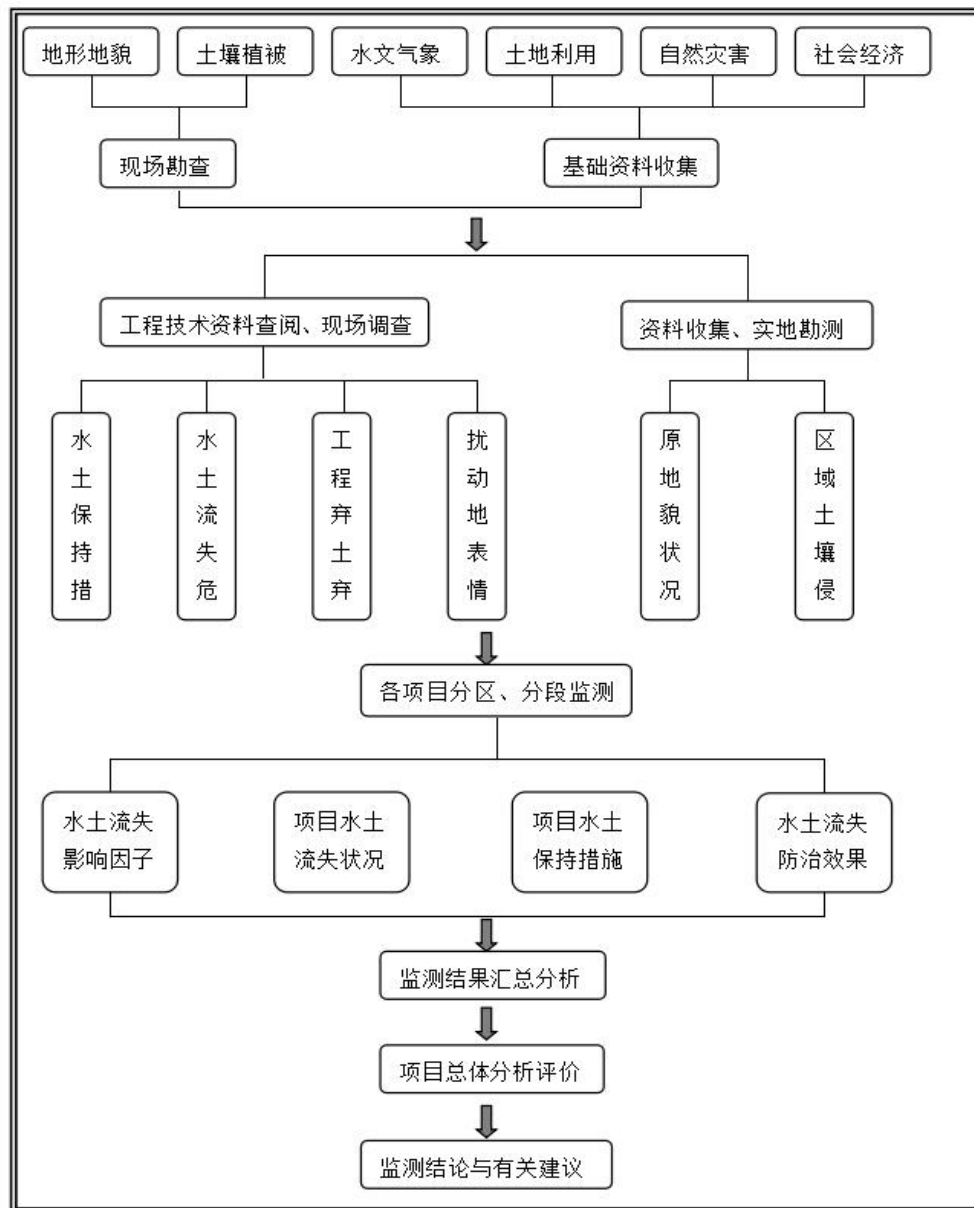 地形地貌
土壤植被
水文气象
土地利用
自然灾害
社会经济
现场勘查
基础资料收集
工程技术资料查阅、现场调查
资料收集、实地勘测
水土保持措
水土流失危
工程弃土弃
扰动地表情
原地貌状况
区域土壤侵
各项目分区、分段监测
水土流失
影响因子
项目水土
流失状况
项目水土
保持措施
水土流失
防治效果
监测结果汇总分析
项目总体分析评价
监测结论与有关建议